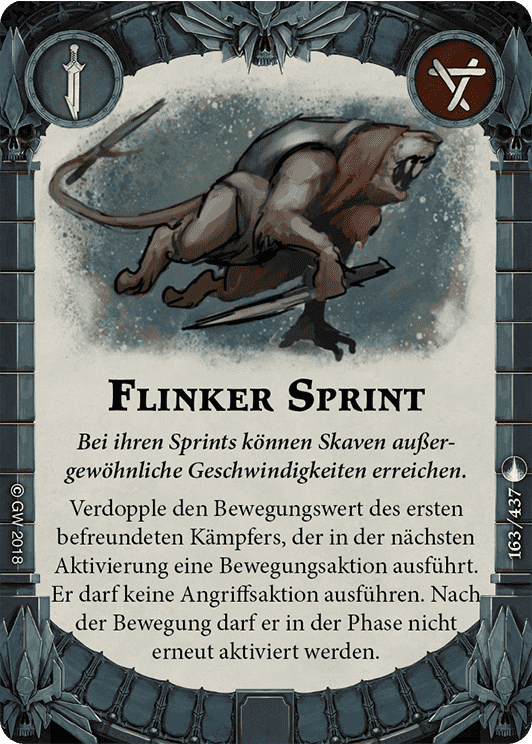 FLINKER SPRINT
Bei ihren Sprints können Skaven außer-
gewöhnliche Geschwindigkeiten erreichen.
Verdopple den Bewegungswert des ersten
befreundeten Kämpfers, der in der nächsten
Aktivierung eine Bewegungsaktion ausführt.
Er darf keine Angriffsaktion ausführen. Nach
der Bewegung darf er in der Phase nicht
erneut aktiviert werden.
© GW 2018
163/437